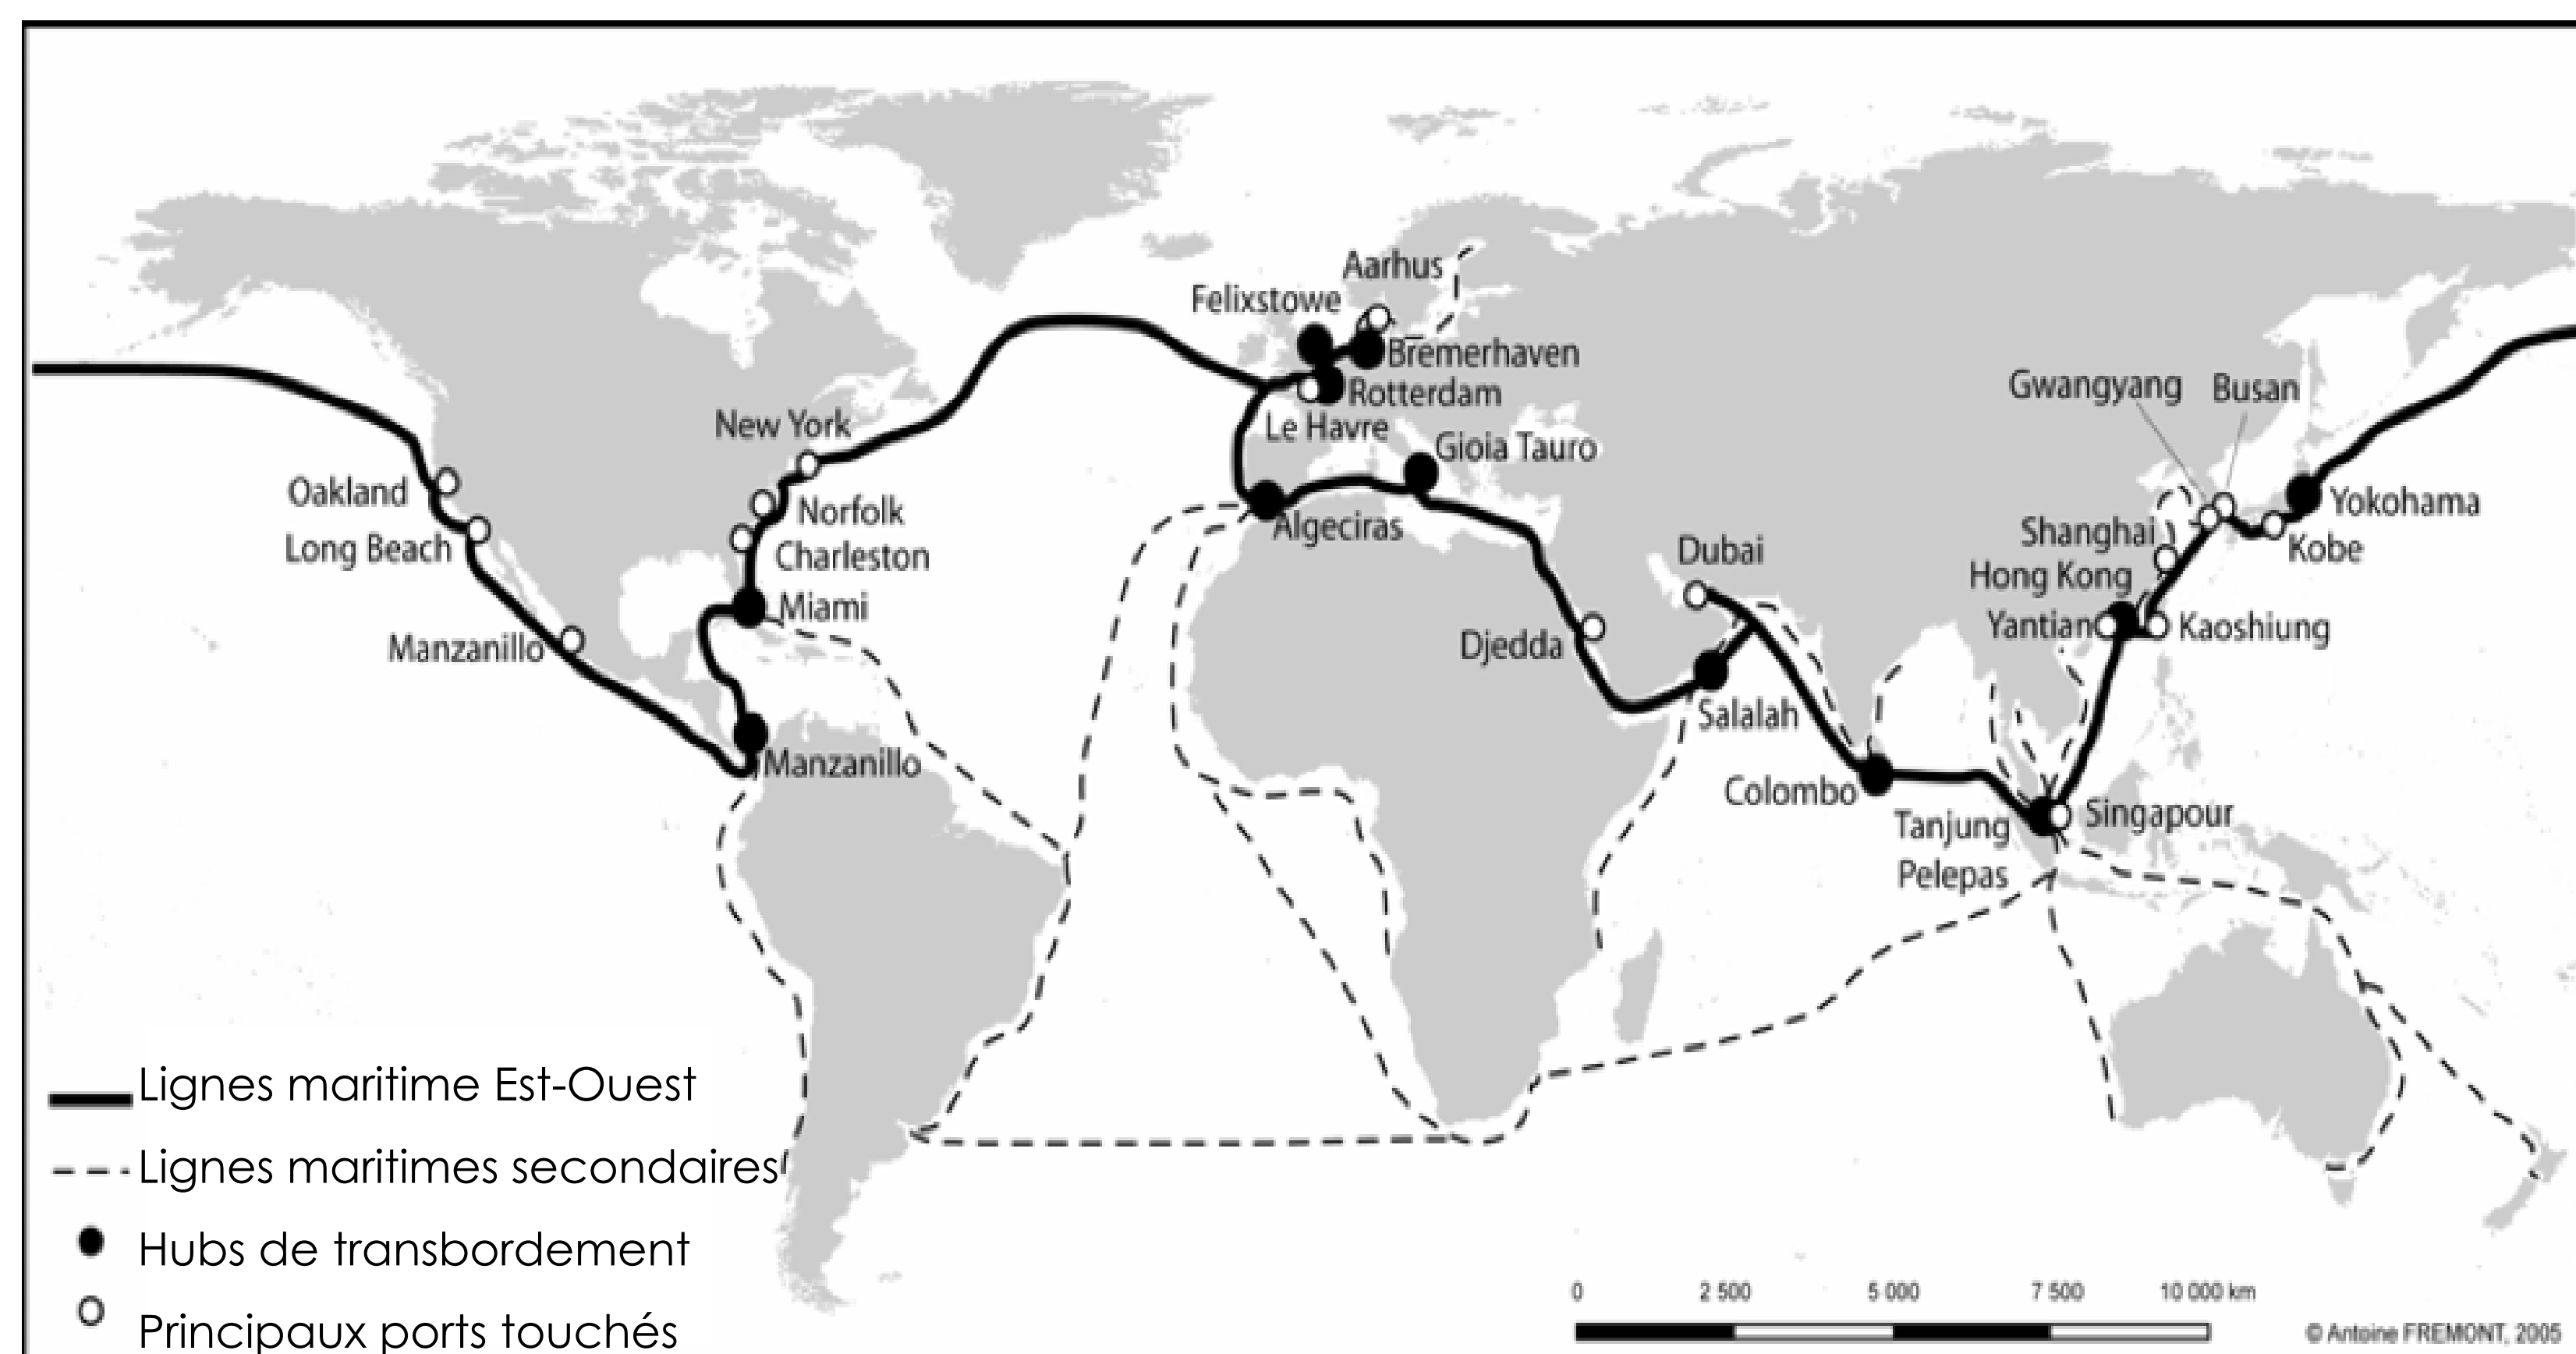 Aarhus
Felixstowe
Bremerhaven
Rotterdam
Le Havre
Gioia Tauro
Algeciras
New York
Norfolk
Charleston
Miami
Oakland
Long Beach
Manzanillo
Manzanillo
Gwangyang
Busan
Yokohama
Kobe
Shanghai
Hong Kong
Yantian
Kaoshiung
Dubai
Djedda
Salalah
Colombo
Tanjung
Pelepas
Singapour
Lignes maritime Est-Ouest
Lignes maritimes secondaires
Hubs de transbordement
Principaux ports touchés
0 2 500 5 000 7 500 10 000 km
© Antoine FREMONT, 2005